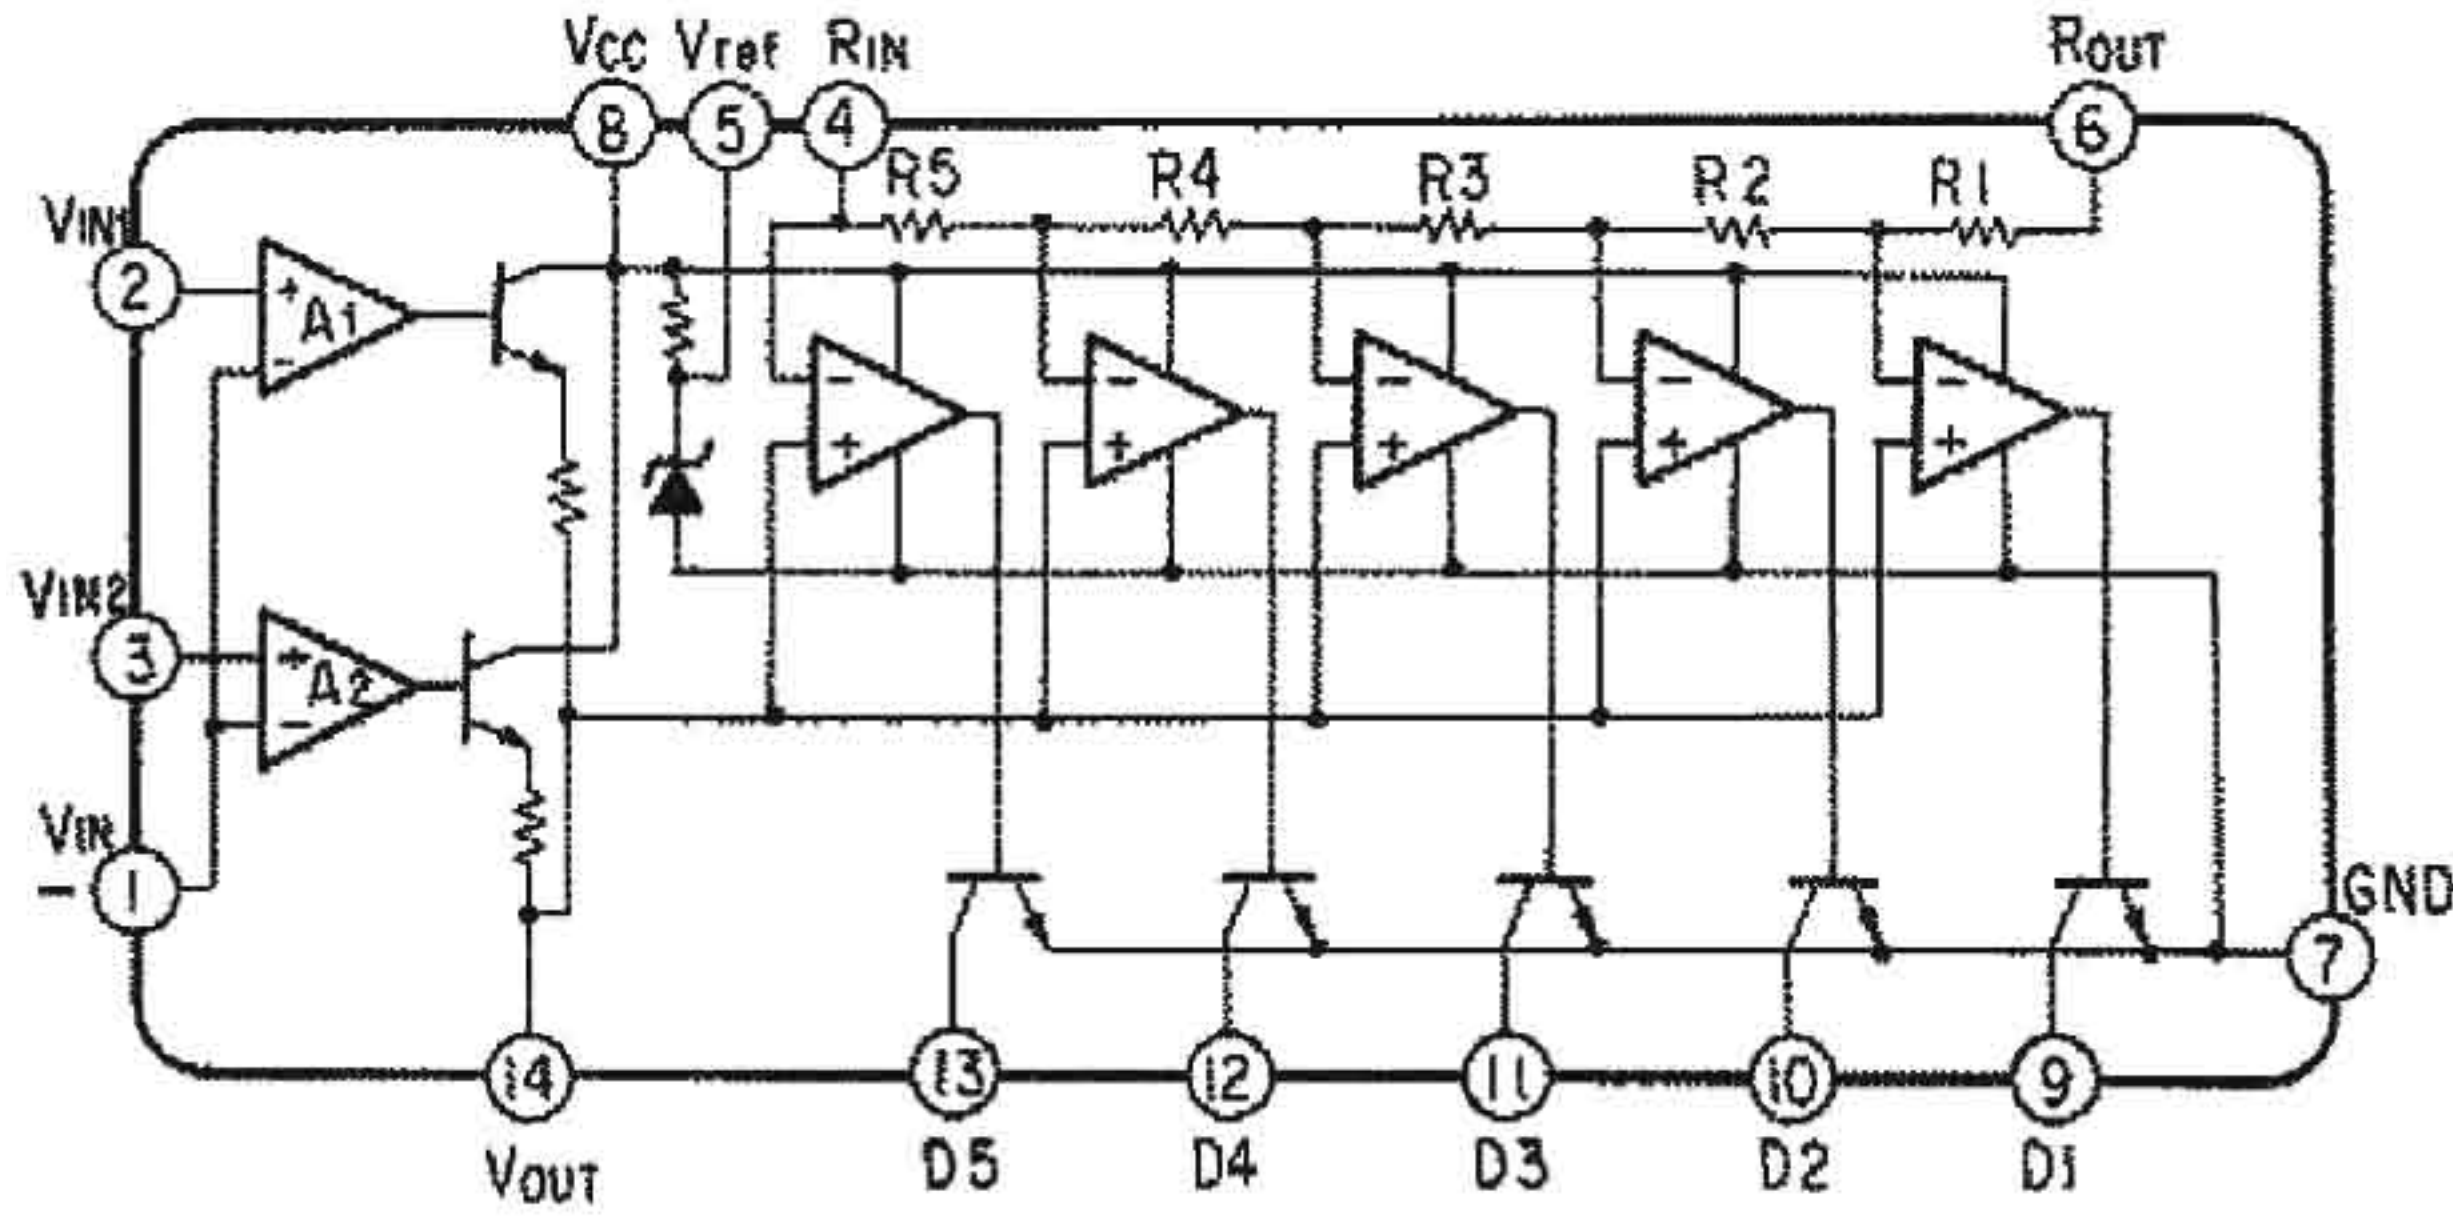 VCC Vref RIN ROUT
8 5 4 6
R5 R4 R3 R2 R1
VIN1
2
+ A1 -
- - - - -
+ + + + +
VIN2
3
+ A2 -
VIN
- 1
GND
7
14 13 12 11 10 9
VOUT D5 D4 D3 D2 D1